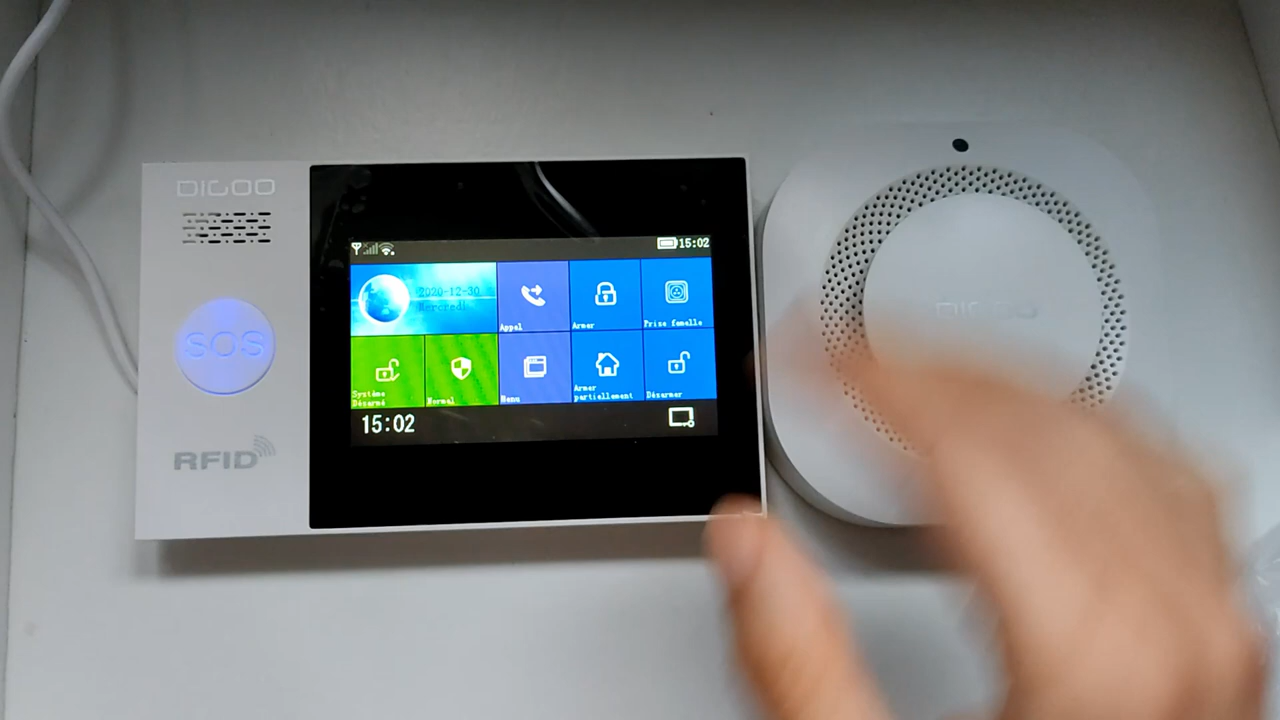 DIGOO
SOS
RFID
15:02
2020-12-30
Mercredi
Appel
Armer
Prise femelle
Système
Désarmé
Normal
Menu
Armer
partiellement
Désarmer
15:02
DIGOO